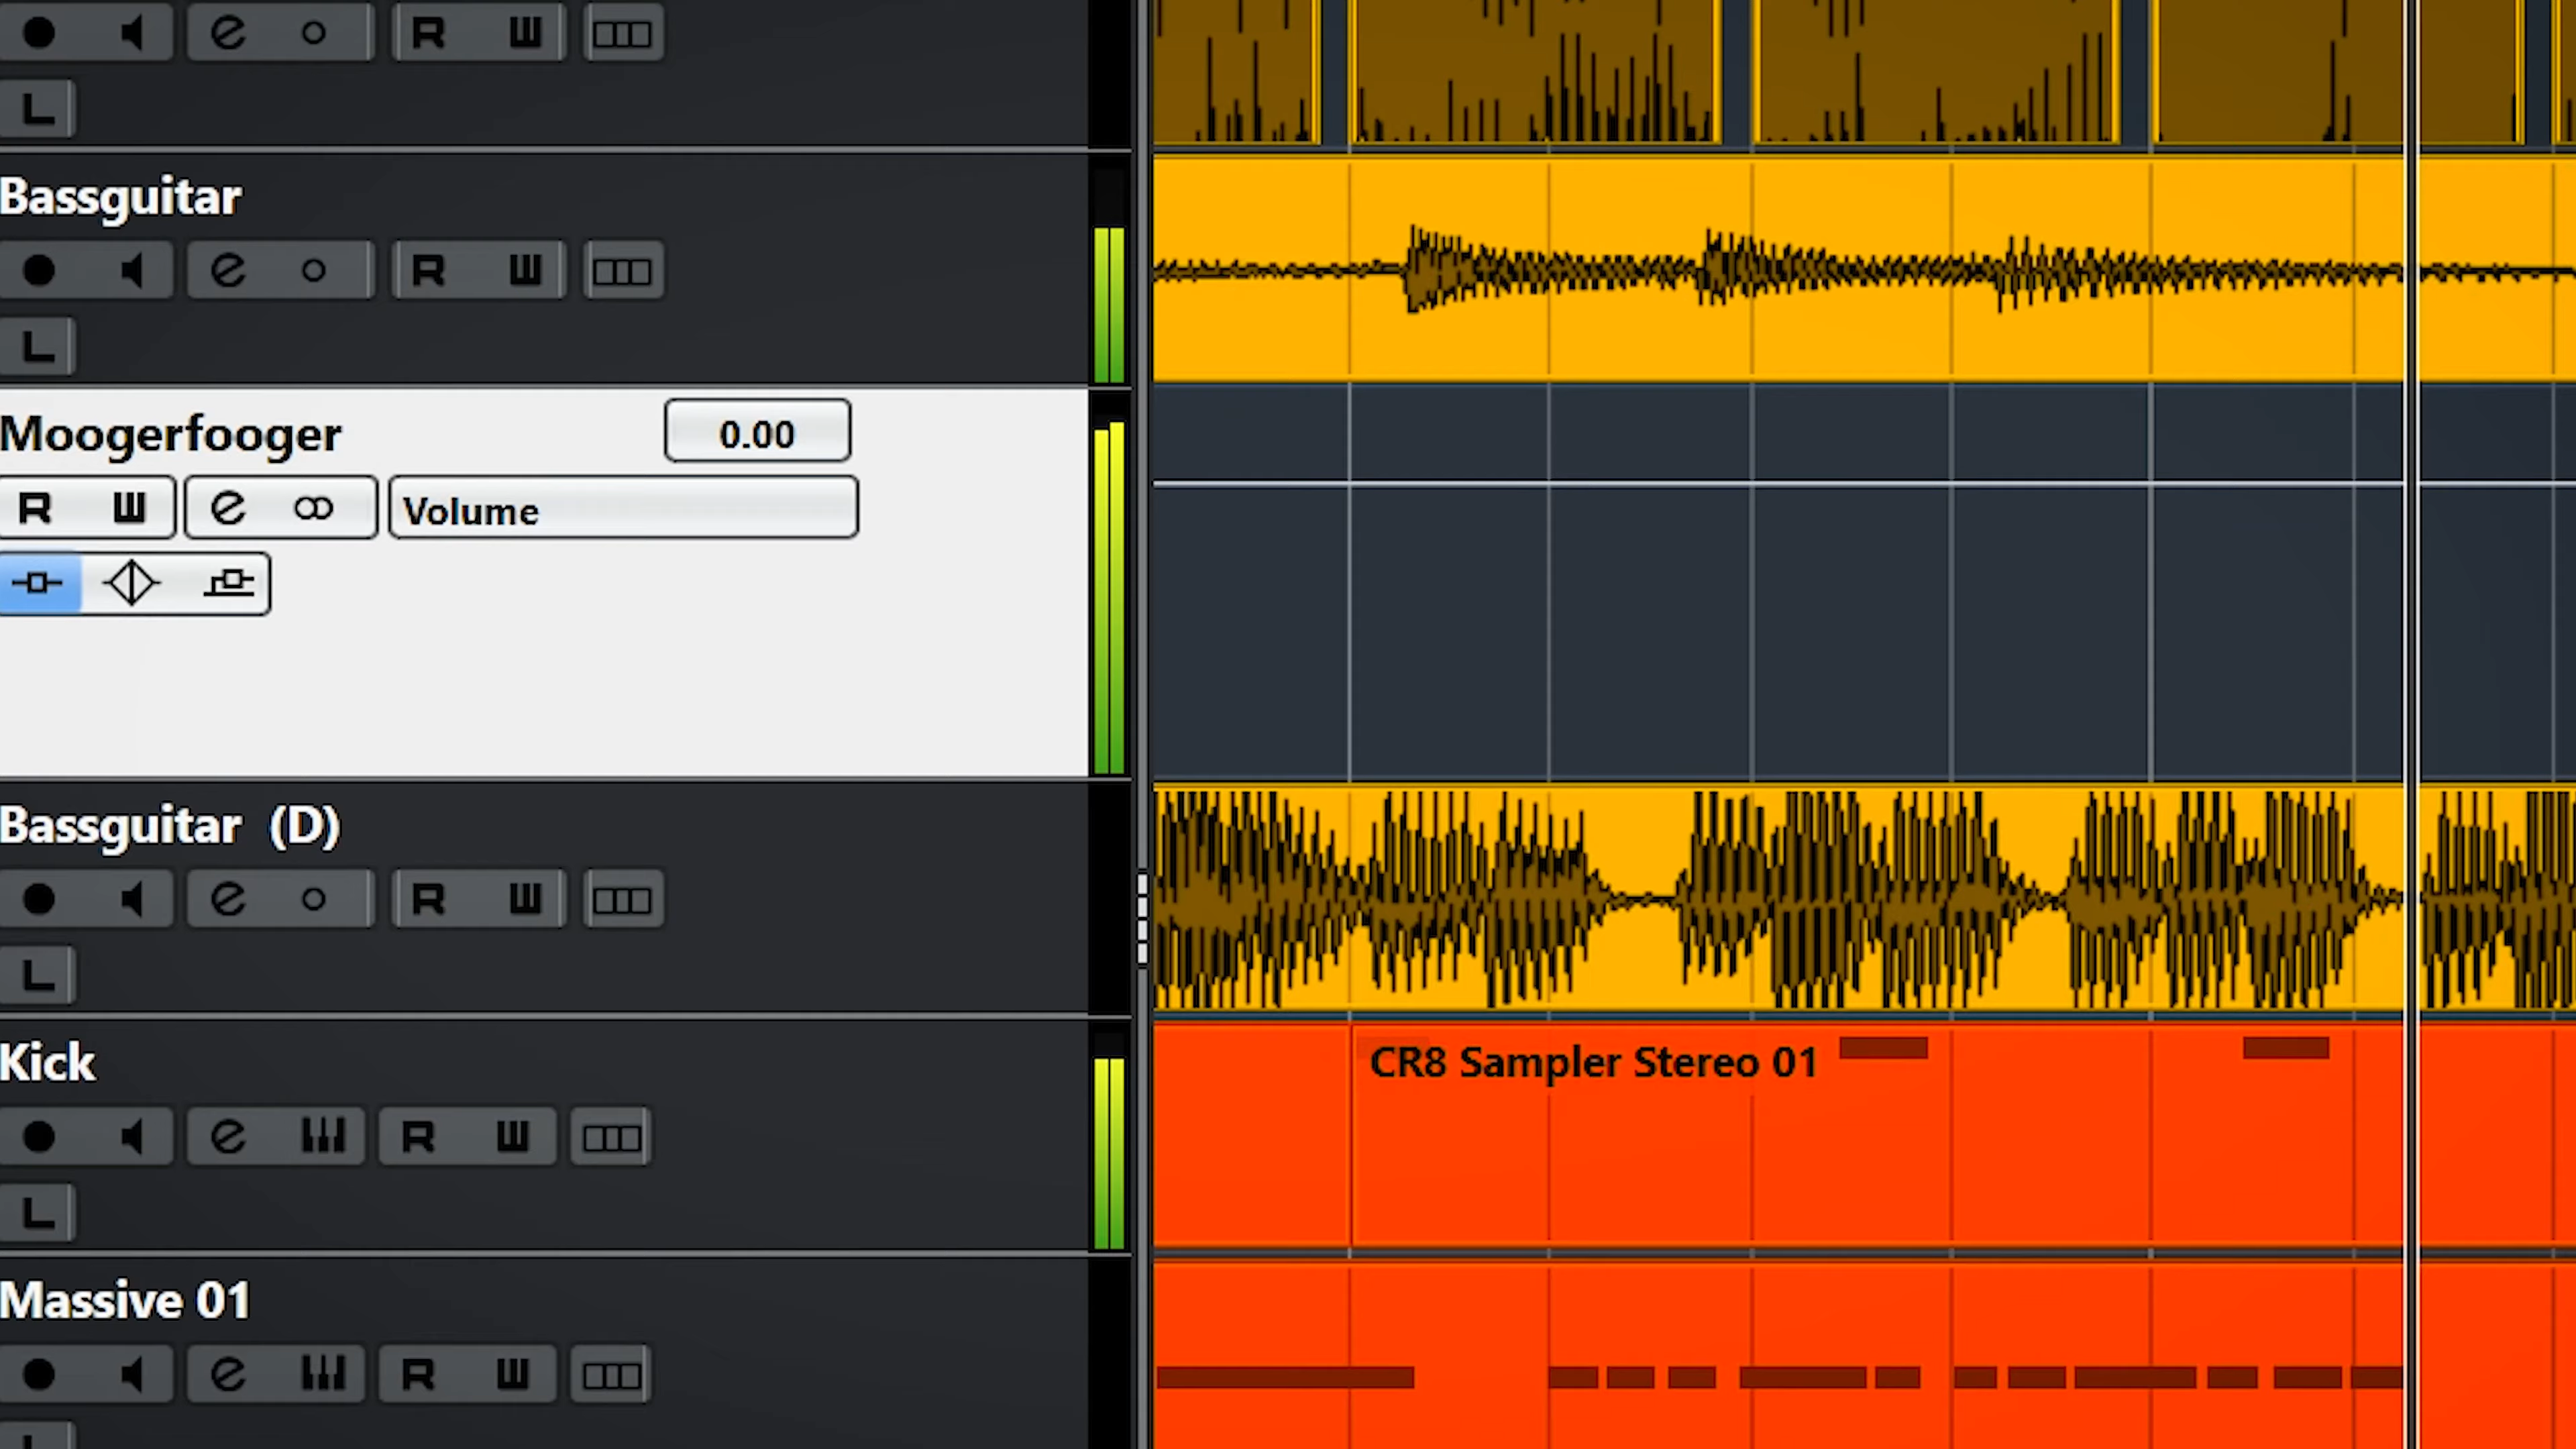 R W
L
Bassguitar
e R W
L
Moogerfooger 0.00
R W e Volume
Bassguitar (D)
e R W
L
Kick CR8 Sampler Stereo 01
e R W
L
Massive 01
e R W
L